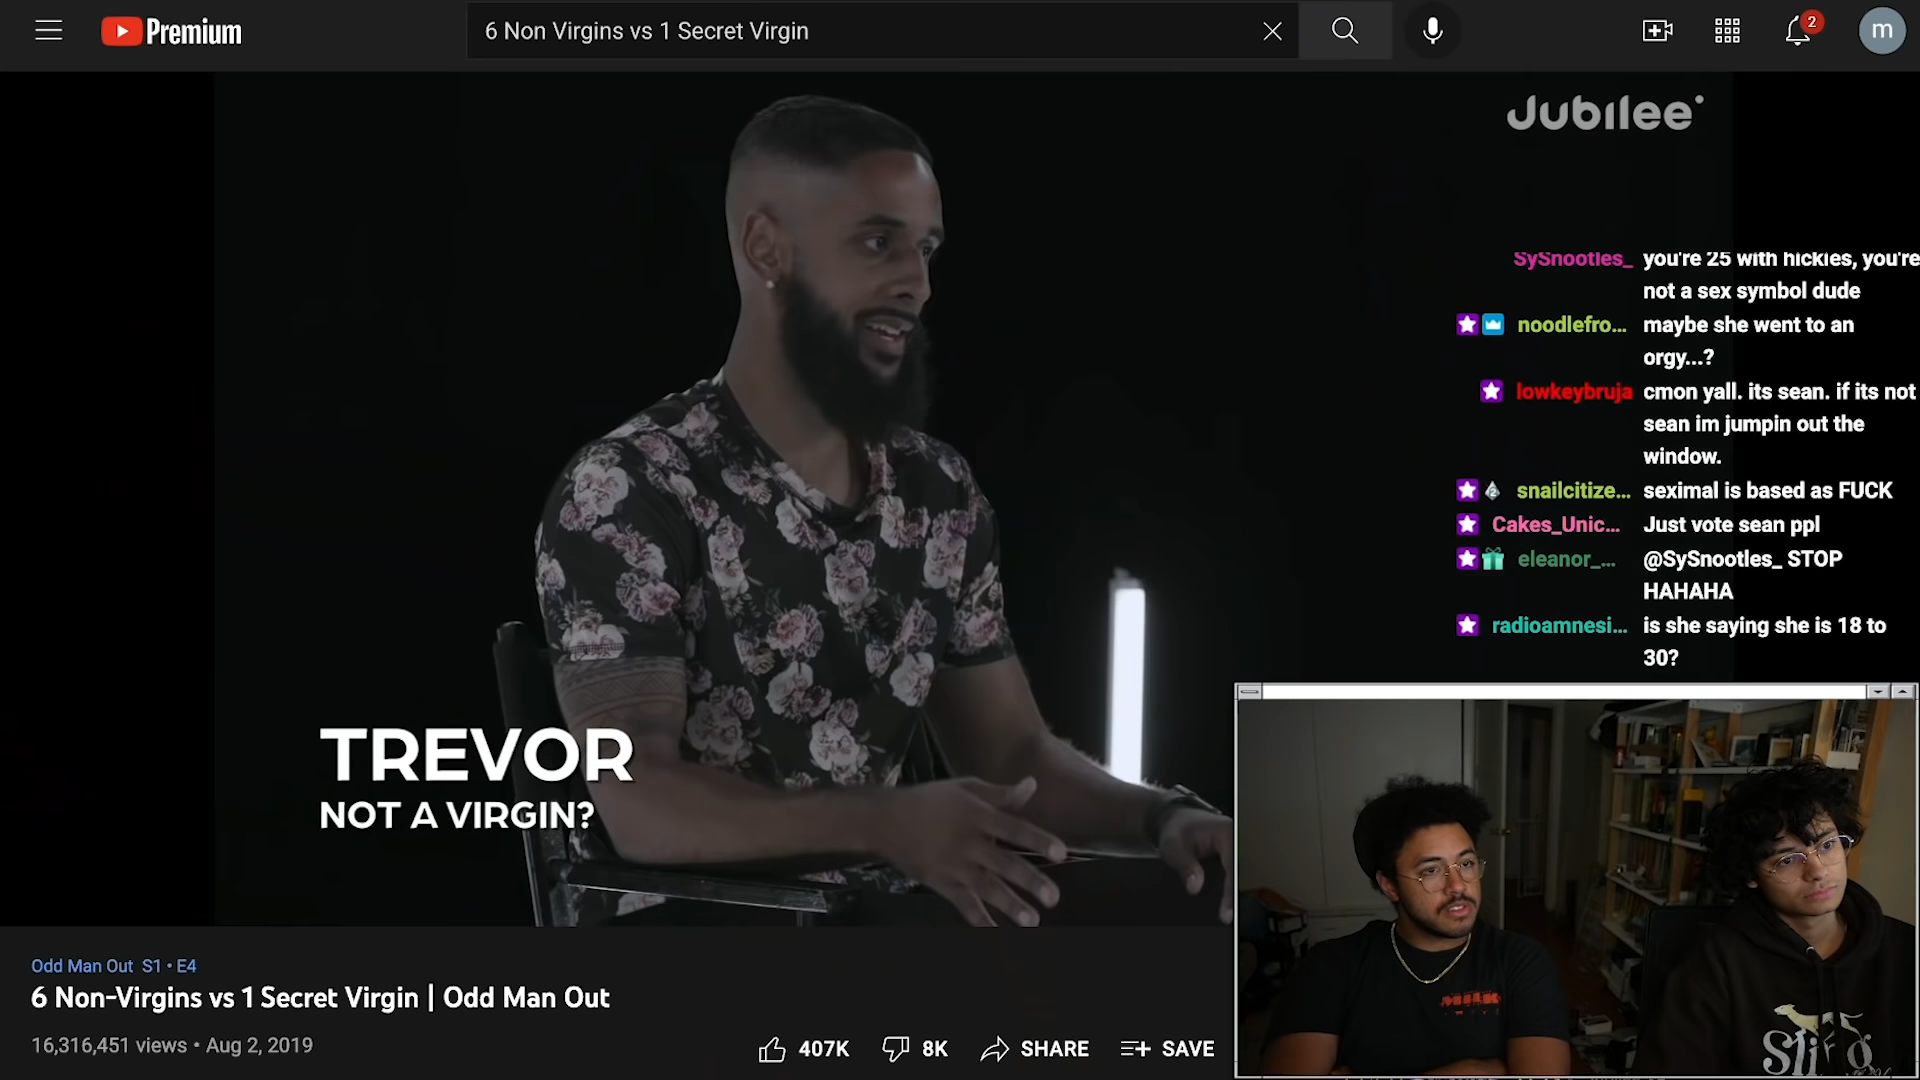 Premium
6 Non Virgins vs 1 Secret Virgin
2
m
Jubilee
SySnootles_ you're 25 with hickies, you're
not a sex symbol dude
noodlefro... maybe she went to an
orgy...?
lowkeybruja cmon yall. its sean. if its not
sean im jumpin out the
window.
snailcitize... seximal is based as FUCK
Cakes_Unic... Just vote sean ppl
eleanor_... @SySnootles_ STOP
HAHAHA
radioamnesi... is she saying she is 18 to
30?
TREVOR
NOT A VIRGIN?
Odd Man Out S1 • E4
6 Non-Virgins vs 1 Secret Virgin | Odd Man Out
16,316,451 views • Aug 2, 2019
407K
8K
SHARE
SAVE